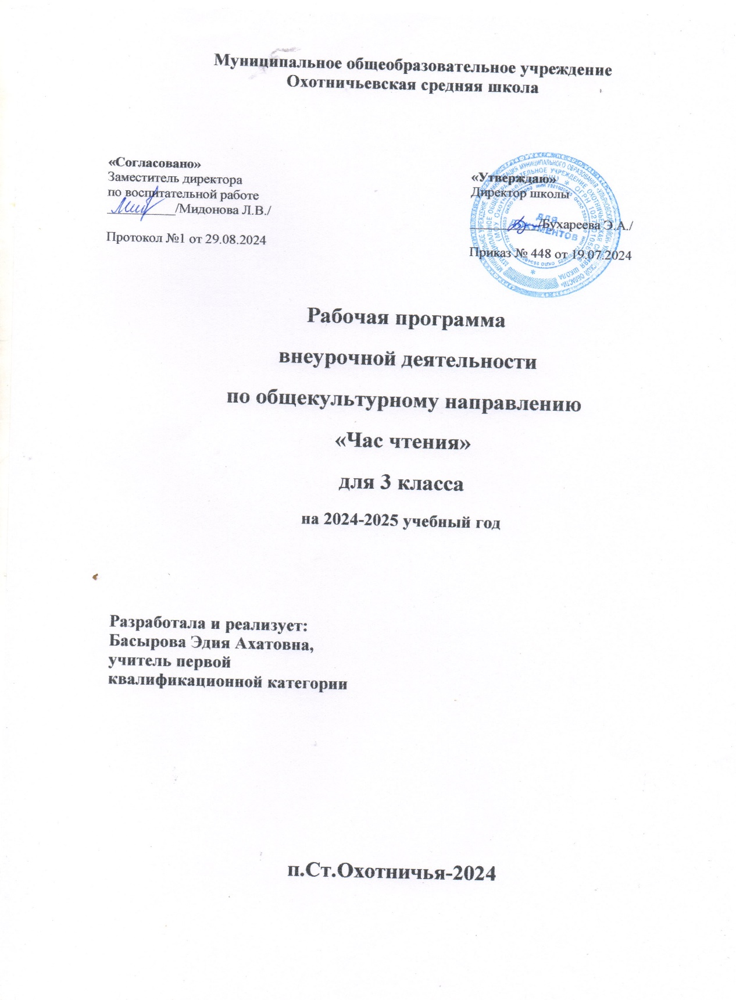 Муниципальное общеобразовательное учреждение
Охотничьевская средняя школа
«Согласовано»
Заместитель директора
по воспитательной работе
__________/Мидонова Л.В./
Протокол №1 от 29.08.2024
«Утверждаю»
Директор школы
__________/Бухареева Э.А./
Приказ № 448 от 19.07.2024
ДЛЯ
ДОКУМЕНТОВ
Рабочая программа
внеурочной деятельности
по общекультурному направлению
«Час чтения»
для 3 класса
на 2024-2025 учебный год
Разработала и реализует:
Басырова Эдия Ахатовна,
учитель первой
квалификационной категории
п.Ст.Охотничья-2024